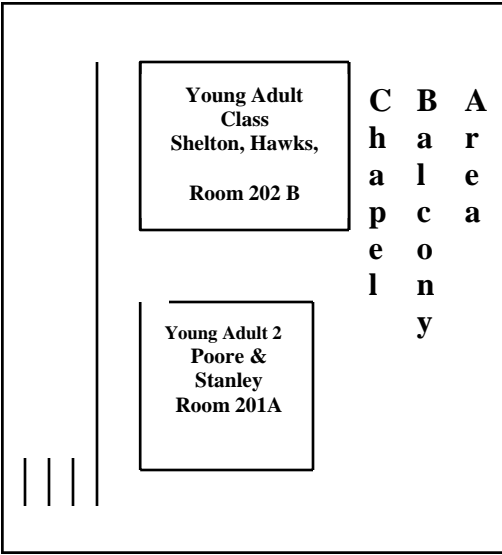 Young Adult
Class
Shelton, Hawks,
Room 202 B
Chapel
Balcony
Area
Young Adult 2
Poore &
Stanley
Room 201A